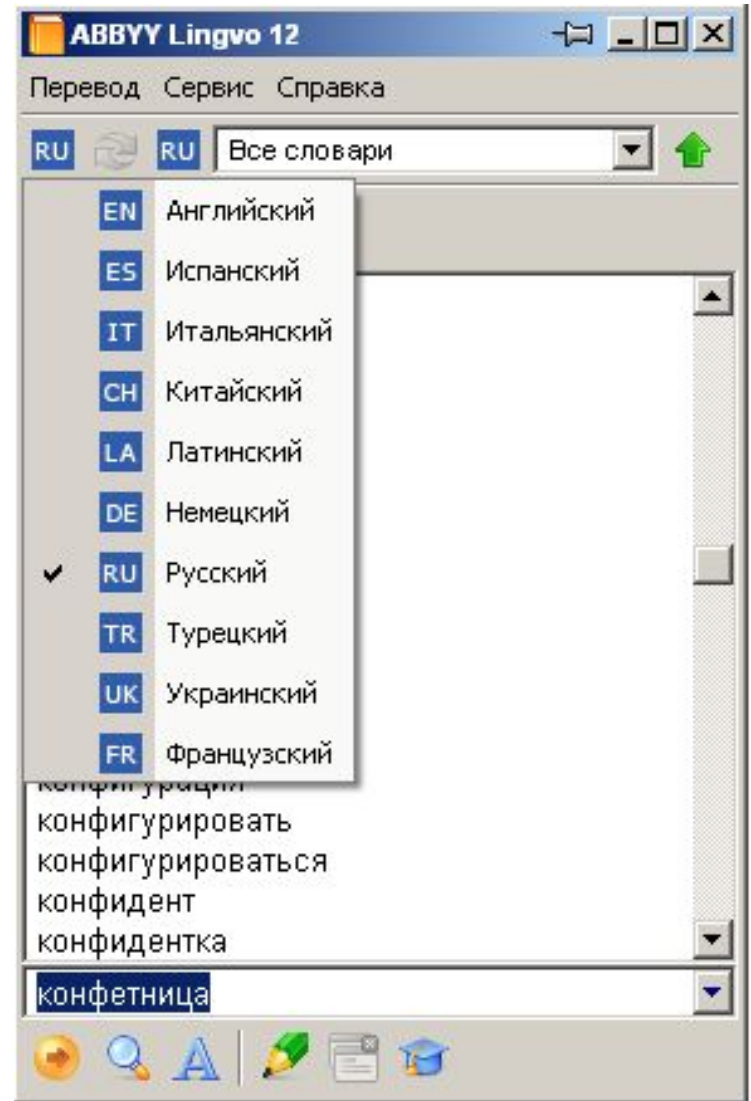 ABBYY Lingvo 12
Перевод Сервис Справка
RU RU Все словари
EN Английский
ES Испанский
IT Итальянский
CH Китайский
LA Латинский
DE Немецкий
RU Русский
TR Турецкий
UK Украинский
FR Французский
конфигурация
конфигурировать
конфигурироваться
конфидент
конфидентка
конфетница
A